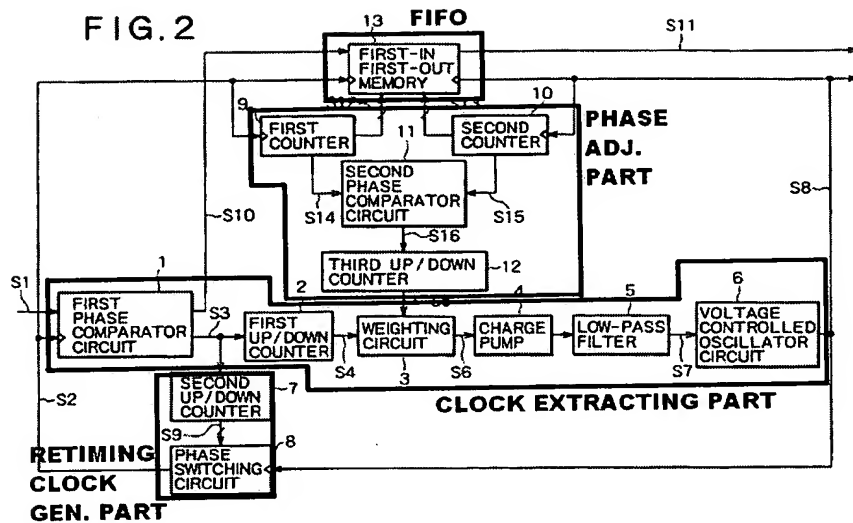 FIG.2
FIFO
13
FIRST-IN
FIRST-OUT
MEMORY
S11
9
FIRST
COUNTER
10
SECOND
COUNTER
PHASE
ADJ.
PART
11
SECOND
PHASE
COMPARATOR
CIRCUIT
S14
S15
S8
S10
S16
THIRD UP/DOWN
COUNTER
12
S1
1
FIRST
PHASE
COMPARATOR
CIRCUIT
S3
2
FIRST
UP/DOWN
COUNTER
S4
WEIGHTING
CIRCUIT
3
S6
4
CHARGE
PUMP
5
LOW-PASS
FILTER
S7
6
VOLTAGE
CONTROLLED
OSCILLATOR
CIRCUIT
S2
SECOND
UP/DOWN
COUNTER
7
CLOCK EXTRACTING PART
S9
8
PHASE
SWITCHING
CIRCUIT
RETIMING
CLOCK
GEN. PART